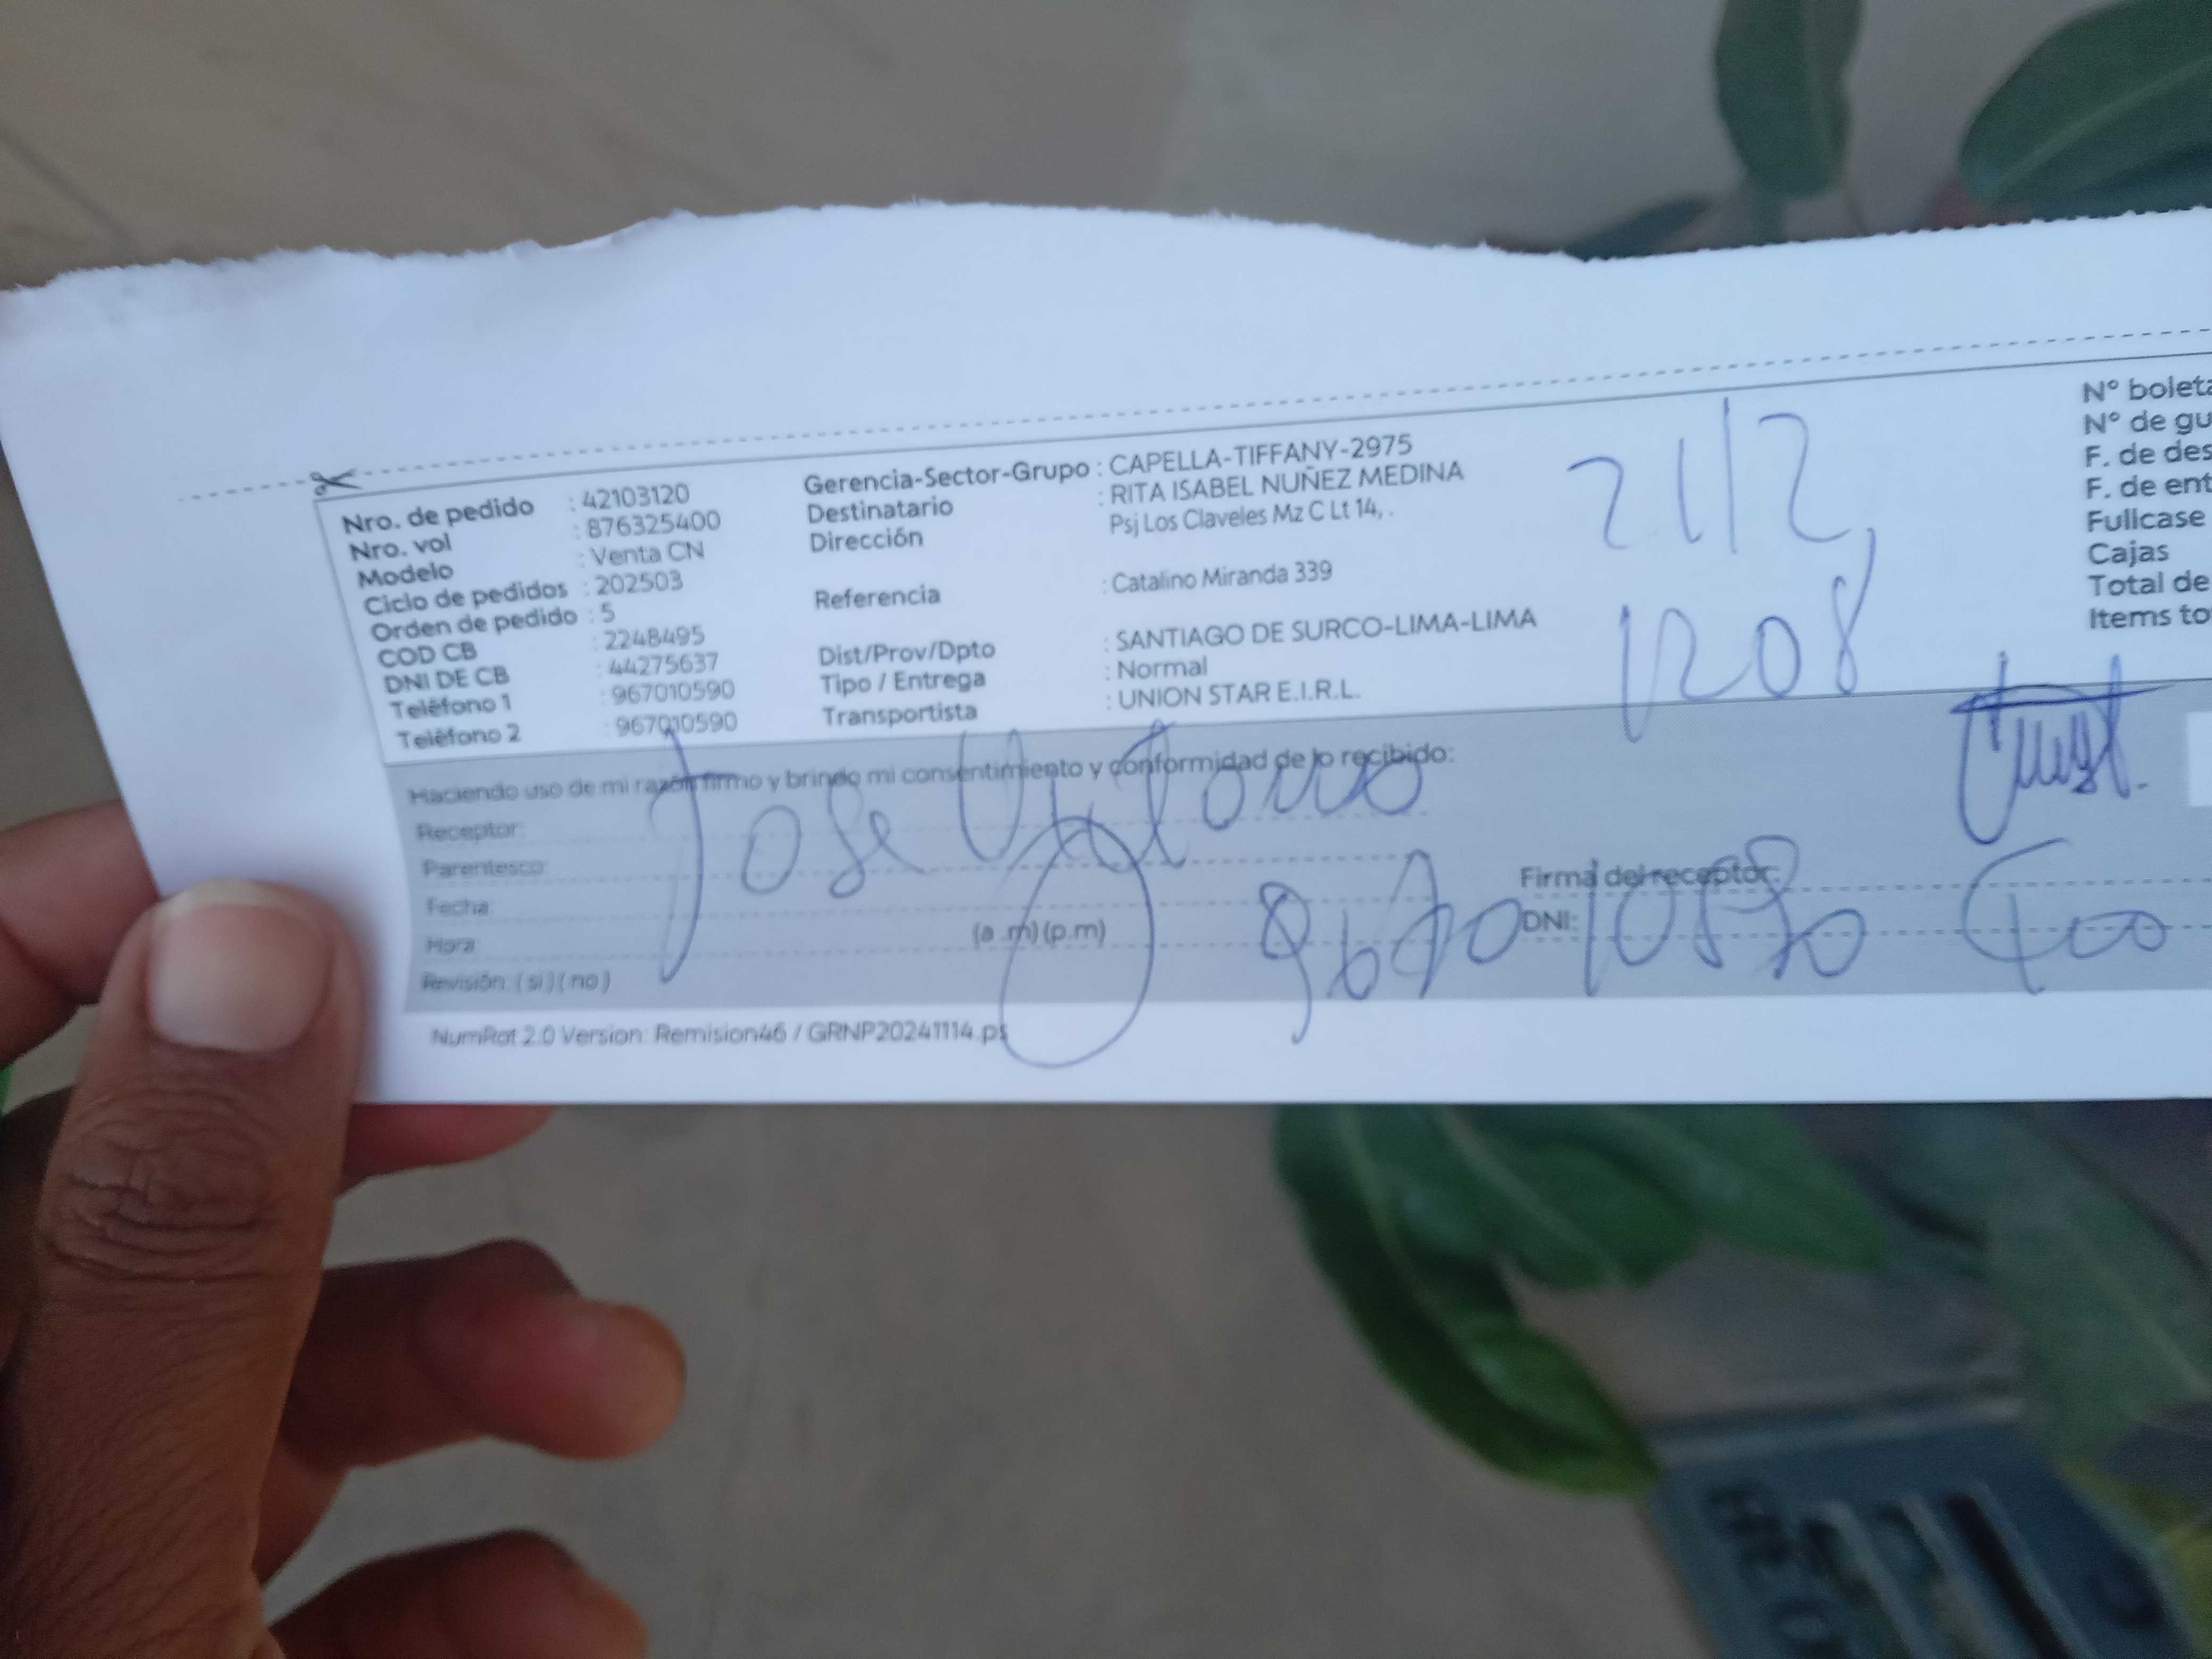 Nro. de pedido : 42103120
Nro. vol : 876325400
Modelo : Venta CN
Ciclo de pedidos : 202503
Orden de pedido : 5
COD CB : 2248495
DNI DE CB : 44275637
Teléfono 1 : 967010590
Teléfono 2 : 967010590
Gerencia-Sector-Grupo : CAPELLA-TIFFANY-2975
Destinatario : RITA ISABEL NUÑEZ MEDINA
Dirección Psj Los Claveles Mz C Lt 14, .
Referencia : Catalino Miranda 339
Dist/Prov/Dpto : SANTIAGO DE SURCO-LIMA-LIMA
Tipo / Entrega : Normal
Transportista : UNION STAR E.I.R.L.
21/2,
1208
N° boleta
N° de gu
F. de des
F. de ent
Fullcase
Cajas
Total de
Items to
Haciendo uso de mi razón firmo y brindo mi consentimiento y conformidad de lo recibido:
Receptor: Jose
Parentesco:
Fecha:
Hora: (a .m) (p.m)
Revisión: ( si ) ( no )
Firma del receptor:
DNI:
NumRat 2.0 Version: Remision46 / GRNP20241114.ps